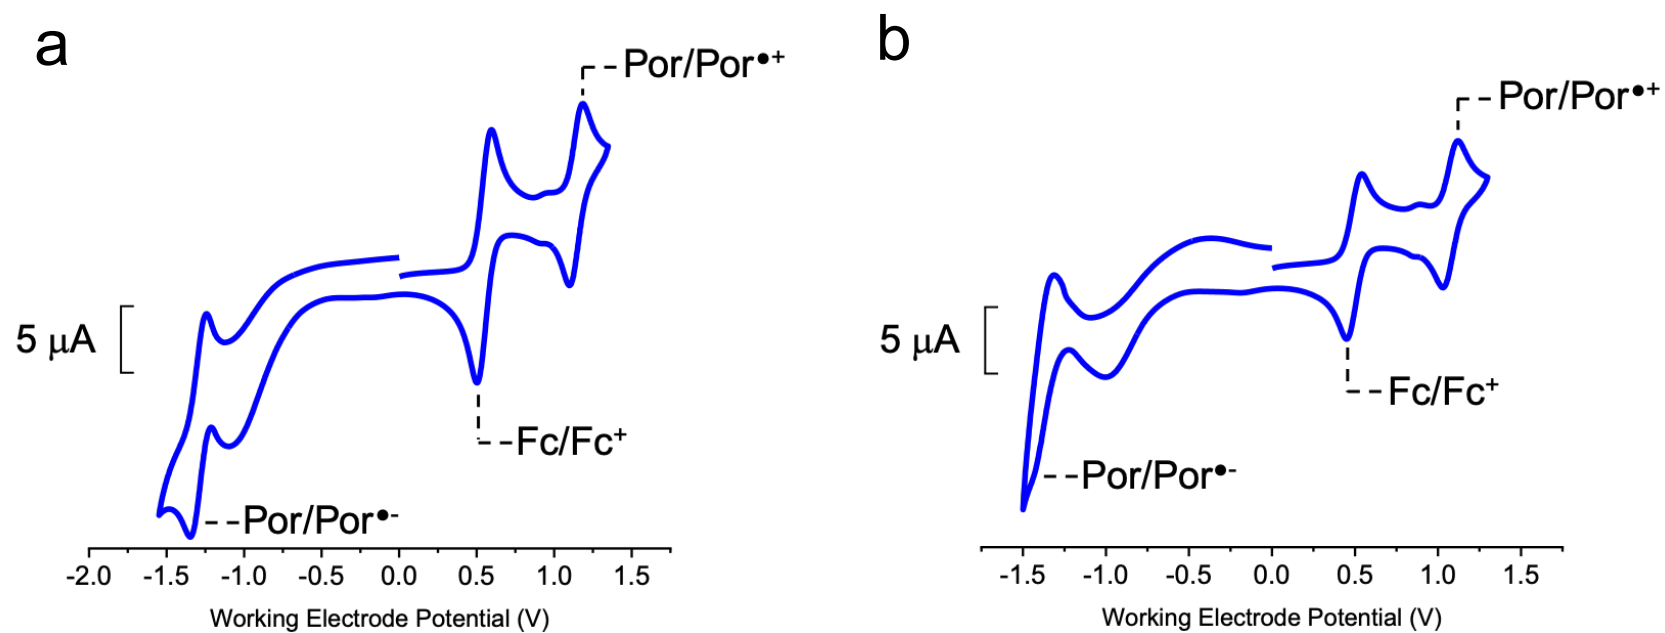 a
Por/Por•+
5 μA
Fc/Fc+
Por/Por•-
-2.0 -1.5 -1.0 -0.5 0.0 0.5 1.0 1.5
Working Electrode Potential (V)
b
Por/Por•+
5 μA
Fc/Fc+
Por/Por•-
-1.5 -1.0 -0.5 0.0 0.5 1.0 1.5
Working Electrode Potential (V)